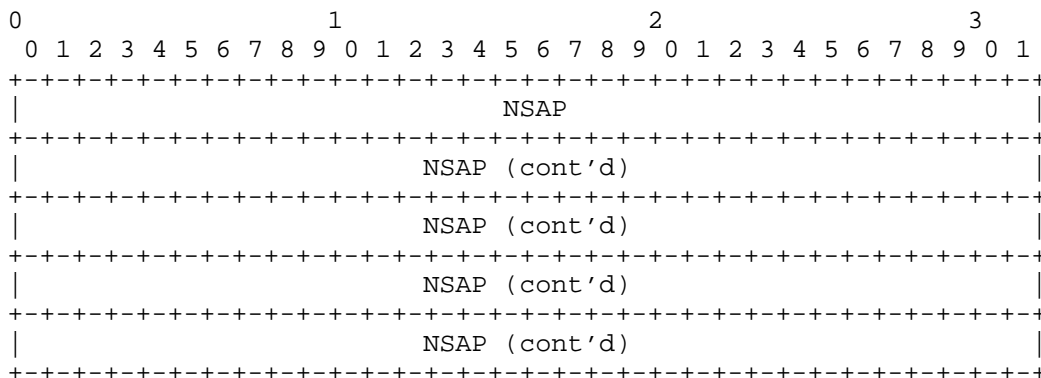 0                   1                   2                   3
 0 1 2 3 4 5 6 7 8 9 0 1 2 3 4 5 6 7 8 9 0 1 2 3 4 5 6 7 8 9 0 1
+-+-+-+-+-+-+-+-+-+-+-+-+-+-+-+-+-+-+-+-+-+-+-+-+-+-+-+-+-+-+-+-+
|                              NSAP                             |
+-+-+-+-+-+-+-+-+-+-+-+-+-+-+-+-+-+-+-+-+-+-+-+-+-+-+-+-+-+-+-+-+
|                         NSAP (cont’d)                         |
+-+-+-+-+-+-+-+-+-+-+-+-+-+-+-+-+-+-+-+-+-+-+-+-+-+-+-+-+-+-+-+-+
|                         NSAP (cont’d)                         |
+-+-+-+-+-+-+-+-+-+-+-+-+-+-+-+-+-+-+-+-+-+-+-+-+-+-+-+-+-+-+-+-+
|                         NSAP (cont’d)                         |
+-+-+-+-+-+-+-+-+-+-+-+-+-+-+-+-+-+-+-+-+-+-+-+-+-+-+-+-+-+-+-+-+
|                         NSAP (cont’d)                         |
+-+-+-+-+-+-+-+-+-+-+-+-+-+-+-+-+-+-+-+-+-+-+-+-+-+-+-+-+-+-+-+-+